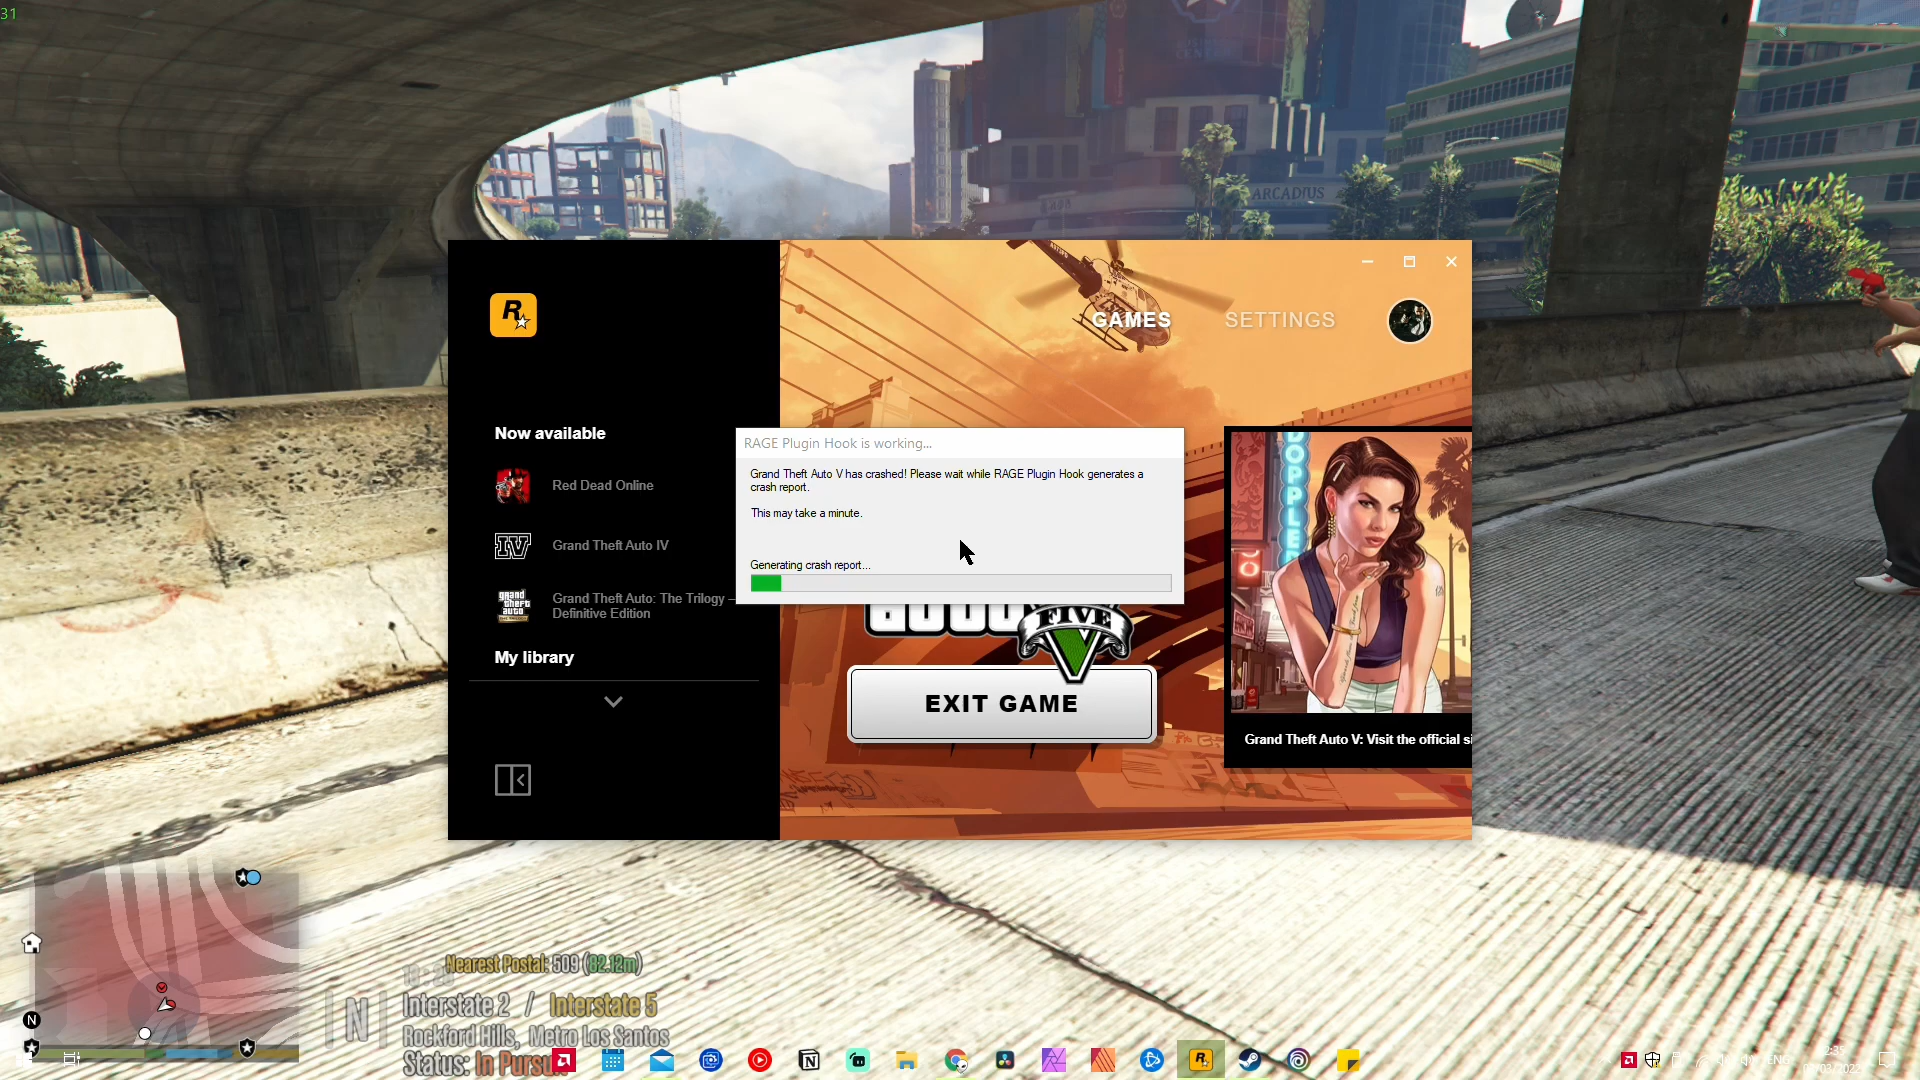 31
ARCADIUS
GAMES
SETTINGS
Now available
Red Dead Online
Grand Theft Auto IV
Grand Theft Auto: The Trilogy –
Definitive Edition
My library
RAGE Plugin Hook is working...
Grand Theft Auto V has crashed! Please wait while RAGE Plugin Hook generates a
crash report.
This may take a minute.
Generating crash report...
FIVE
V
EXIT GAME
DOPPLE
Grand Theft Auto V: Visit the official si
Nearest Postal: 509 (82.12m)
N
Interstate 2 / Interstate 5
Rockford Hills, Metro Los Santos
Status: In Pursu
N
ENG